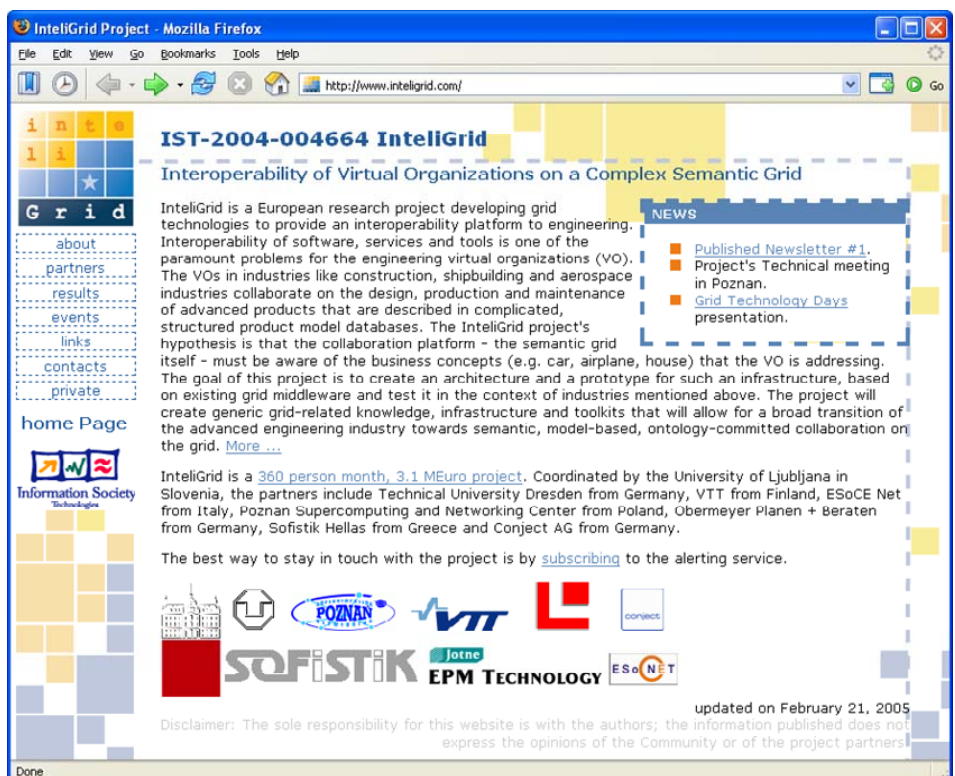 InteliGrid Project - Mozilla Firefox
File Edit View Go Bookmarks Tools Help
http://www.inteligrid.com/
Go
i n t e
l i
G r i d
about
partners
results
events
links
contacts
private
home Page
Information Society
Technologies
IST-2004-004664 InteliGrid
Interoperability of Virtual Organizations on a Complex Semantic Grid
InteliGrid is a European research project developing grid
technologies to provide an interoperability platform to engineering.
Interoperability of software, services and tools is one of the
paramount problems for the engineering virtual organizations (VO).
The VOs in industries like construction, shipbuilding and aerospace
industries collaborate on the design, production and maintenance
of advanced products that are described in complicated,
structured product model databases. The InteliGrid project's
hypothesis is that the collaboration platform - the semantic grid
itself - must be aware of the business concepts (e.g. car, airplane, house) that the VO is addressing.
The goal of this project is to create an architecture and a prototype for such an infrastructure, based
on existing grid middleware and test it in the context of industries mentioned above. The project will
create generic grid-related knowledge, infrastructure and toolkits that will allow for a broad transition of
the advanced engineering industry towards semantic, model-based, ontology-committed collaboration on
the grid. More ...
NEWS
Published Newsletter #1.
Project's Technical meeting
in Poznan.
Grid Technology Days
presentation.
InteliGrid is a 360 person month, 3.1 MEuro project. Coordinated by the University of Ljubljana in
Slovenia, the partners include Technical University Dresden from Germany, VTT from Finland, ESoCE Net
from Italy, Poznan Supercomputing and Networking Center from Poland, Obermeyer Planen + Beraten
from Germany, Sofistik Hellas from Greece and Conject AG from Germany.
The best way to stay in touch with the project is by subscribing to the alerting service.
POZNAN
VTT
conject
SOFiSTiK
Jotne
EPM TECHNOLOGY
ESoCNET
updated on February 21, 2005
Disclaimer: The sole responsibility for this website is with the authors; the information published does not
express the opinions of the Community or of the project partners.
Done